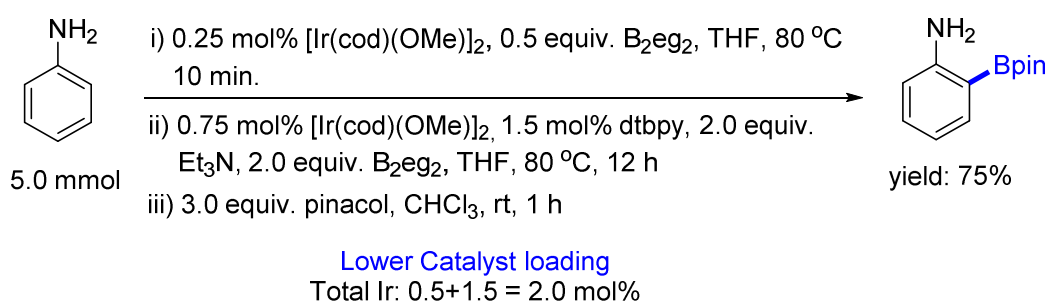 NH2
i) 0.25 mol% [Ir(cod)(OMe)]2, 0.5 equiv. B2eg2, THF, 80 oC
10 min.
5.0 mmol
ii) 0.75 mol% [Ir(cod)(OMe)]2, 1.5 mol% dtbpy, 2.0 equiv.
Et3N, 2.0 equiv. B2eg2, THF, 80 oC, 12 h
iii) 3.0 equiv. pinacol, CHCl3, rt, 1 h
NH2
Bpin
yield: 75%
Lower Catalyst loading
Total Ir: 0.5+1.5 = 2.0 mol%